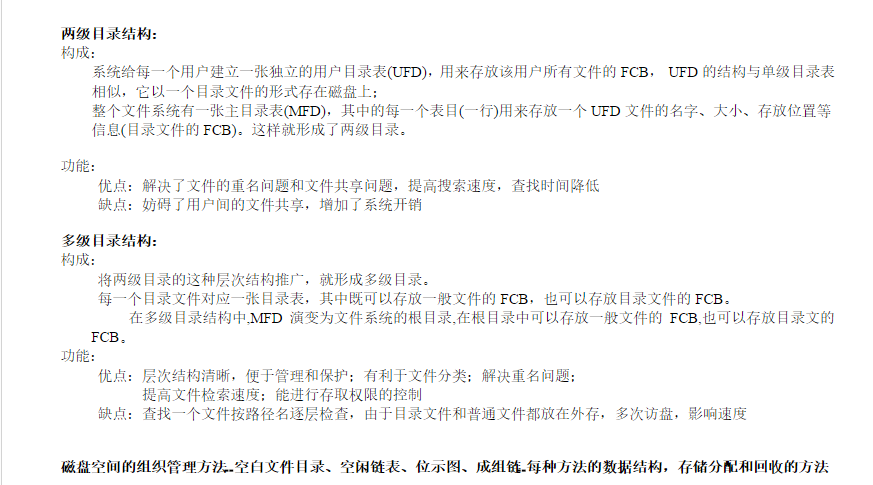 两级目录结构：
构成：
系统给每一个用户建立一张独立的用户目录表(UFD)，用来存放该用户所有文件的 FCB， UFD 的结构与单级目录表
相似，它以一个目录文件的形式存在磁盘上；
整个文件系统有一张主目录表(MFD)，其中的每一个表目(一行)用来存放一个 UFD 文件的名字、大小、存放位置等
信息(目录文件的 FCB)。这样就形成了两级目录。
功能：
优点：解决了文件的重名问题和文件共享问题，提高搜索速度，查找时间降低
缺点：妨碍了用户间的文件共享，增加了系统开销
多级目录结构：
构成：
将两级目录的这种层次结构推广，就形成多级目录。
每一个目录文件对应一张目录表，其中既可以存放一般文件的 FCB，也可以存放目录文件的 FCB。
在多级目录结构中,MFD 演变为文件系统的根目录,在根目录中可以存放一般文件的 FCB,也可以存放目录文的
FCB。
功能：
优点：层次结构清晰，便于管理和保护；有利于文件分类；解决重名问题；
提高文件检索速度；能进行存取权限的控制
缺点：查找一个文件按路径名逐层检查，由于目录文件和普通文件都放在外存，多次访盘，影响速度
磁盘空间的组织管理方法--空白文件目录、空闲链表、位示图、成组链-每种方法的数据结构，存储分配和回收的方法